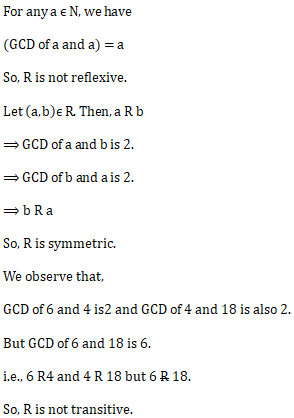 For any a ϵ N, we have
(GCD of a and a) = a
So, R is not reflexive.
Let (a,b)ϵ R. Then, a R b
⟹ GCD of a and b is 2.
⟹ GCD of b and a is 2.
⟹ b R a
So, R is symmetric.
We observe that,
GCD of 6 and 4 is2 and GCD of 4 and 18 is also 2.
But GCD of 6 and 18 is 6.
i.e., 6 R4 and 4 R 18 but 6 R̶ 18.
So, R is not transitive.